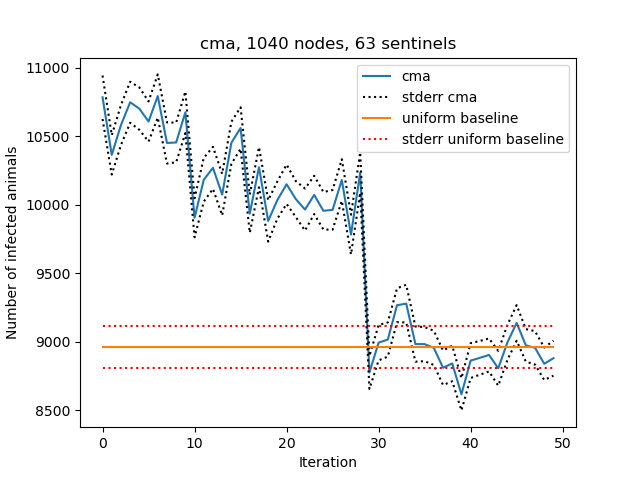 cma, 1040 nodes, 63 sentinels
cma
stderr cma
uniform baseline
stderr uniform baseline
Number of infected animals
11000
10500
10000
9500
9000
8500
0 10 20 30 40 50
Iteration